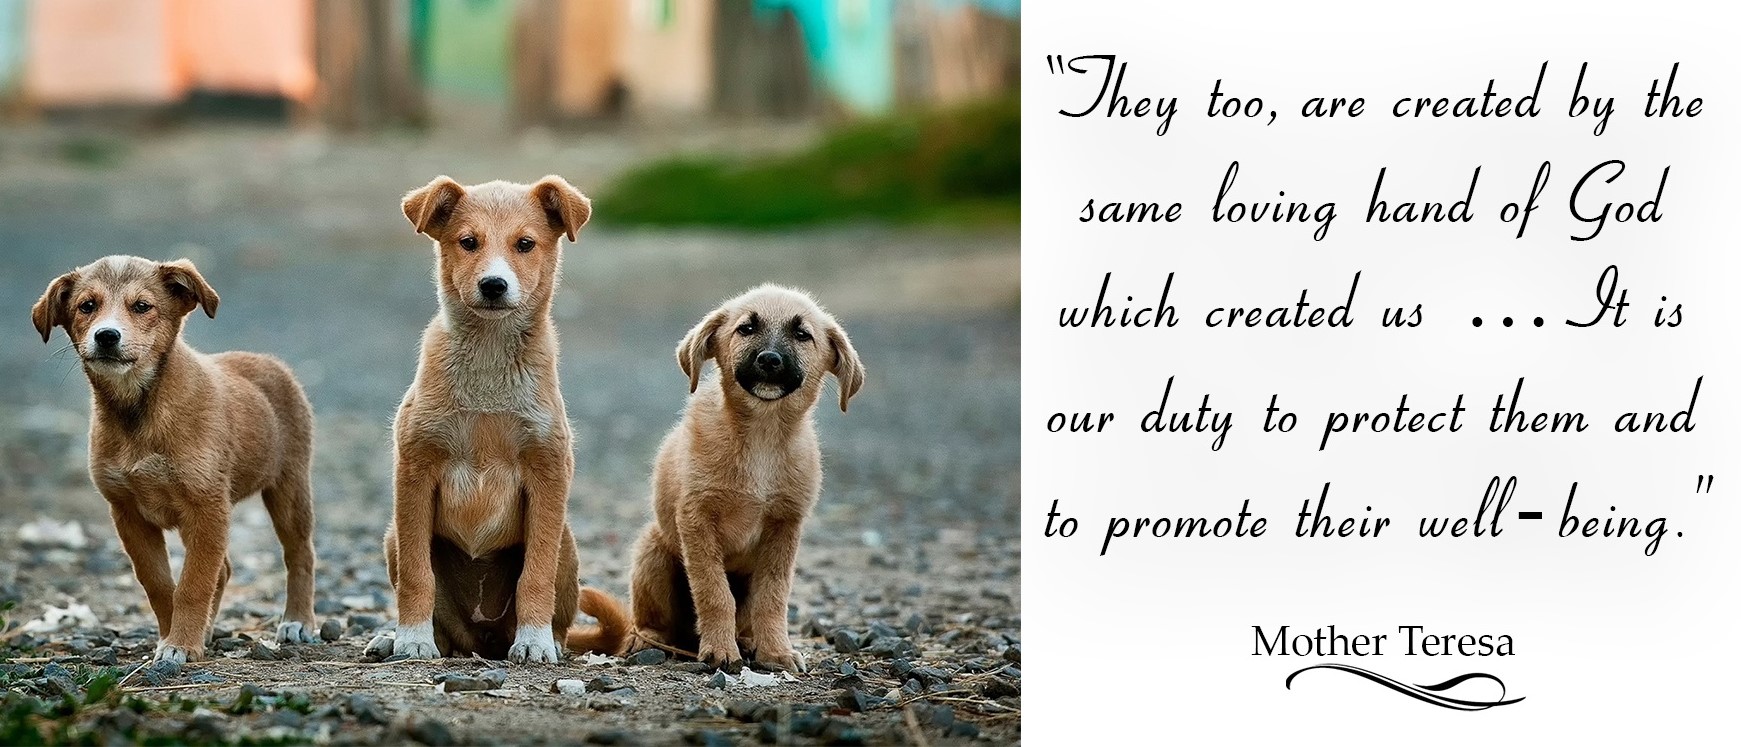 "They too, are created by the
same loving hand of God
which created us ...It is
our duty to protect them and
to promote their well-being."
Mother Teresa